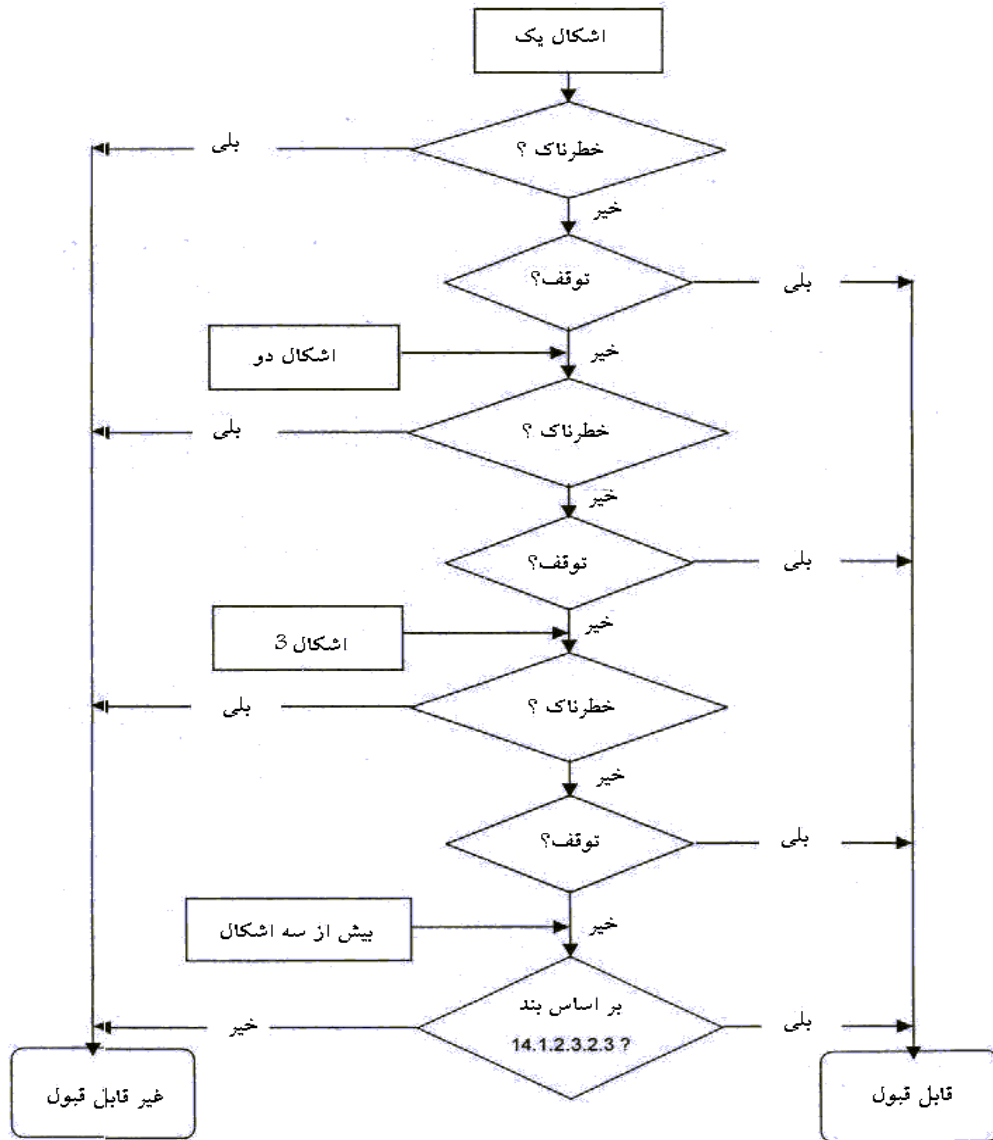 اشکال یک
خطرناک ؟
بلی
خیر
توقف؟
بلی
خیر
اشکال دو
خطرناک ؟
بلی
خیر
توقف؟
بلی
خیر
اشکال 3
خطرناک ؟
بلی
خیر
توقف؟
بلی
خیر
بیش از سه اشکال
بر اساس بند
14.1.2.3.2.3 ?
خیر
بلی
غیر قابل قبول
قابل قبول